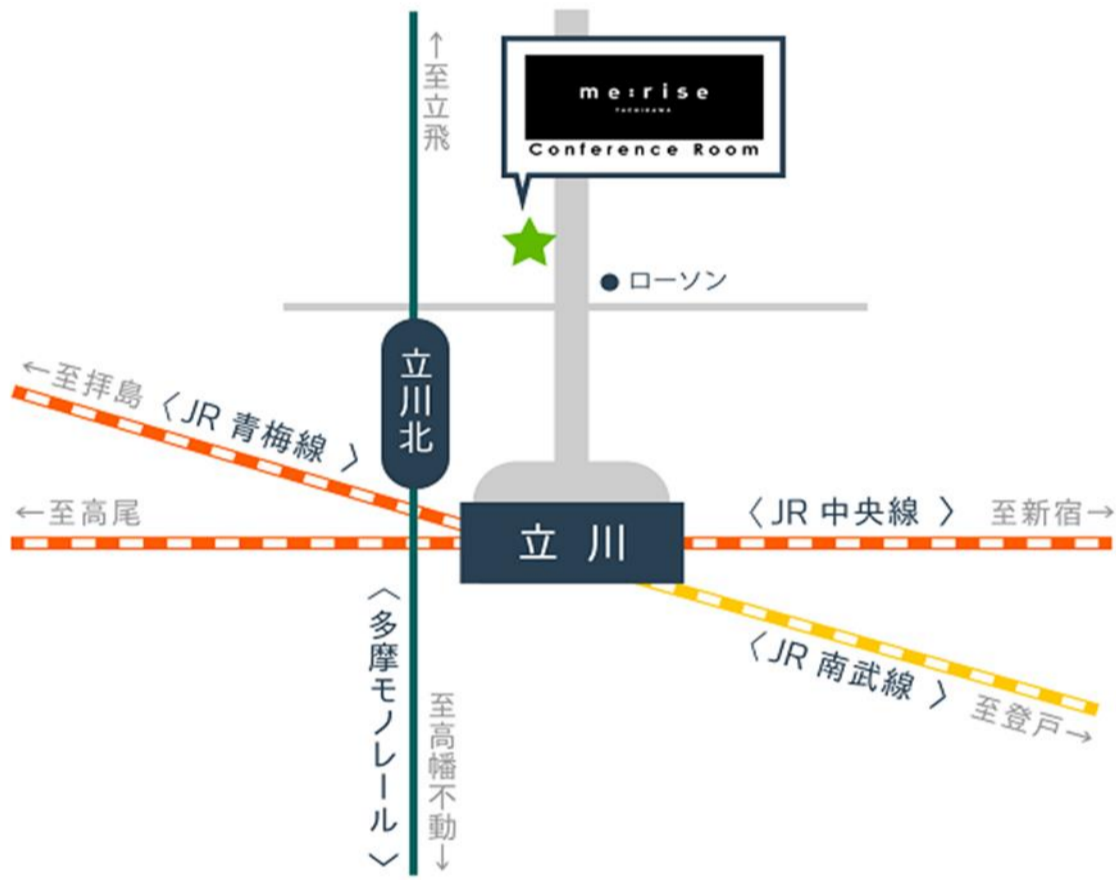 ↑至立飛
me:rise
TACHIKAWA
Conference Room
ローソン
立川北
←至拝島
〈JR 青梅線 〉
←至高尾
立 川
〈JR 中央線 〉
至新宿→
〈多摩モノレール〉
至高幡不動→
〈JR 南武線 〉
至登戸→